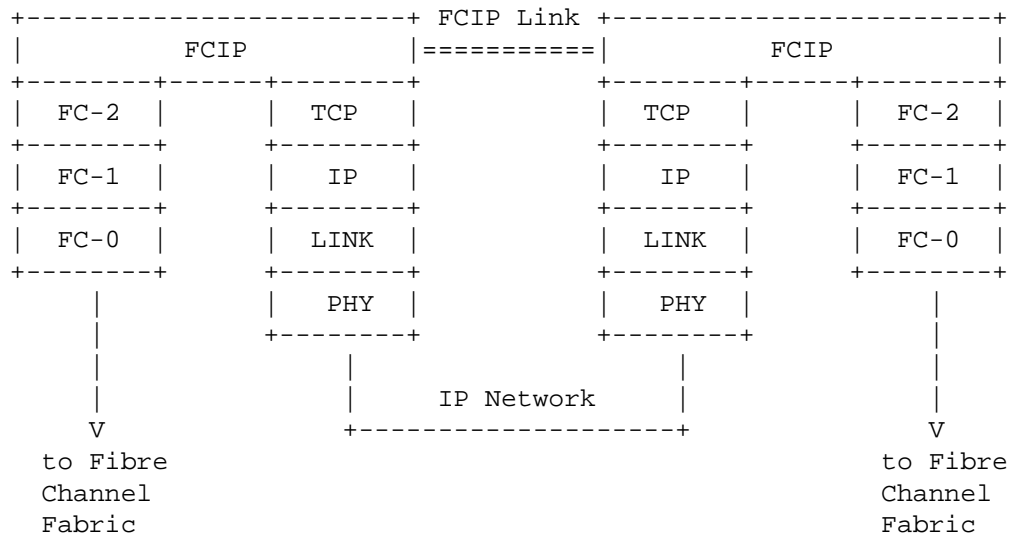 FCIP Link
FCIP FCIP
FC-2 TCP TCP FC-2
FC-1 IP IP FC-1
FC-0 LINK LINK FC-0
PHY PHY
IP Network
V V
to Fibre to Fibre
Channel Channel
Fabric Fabric